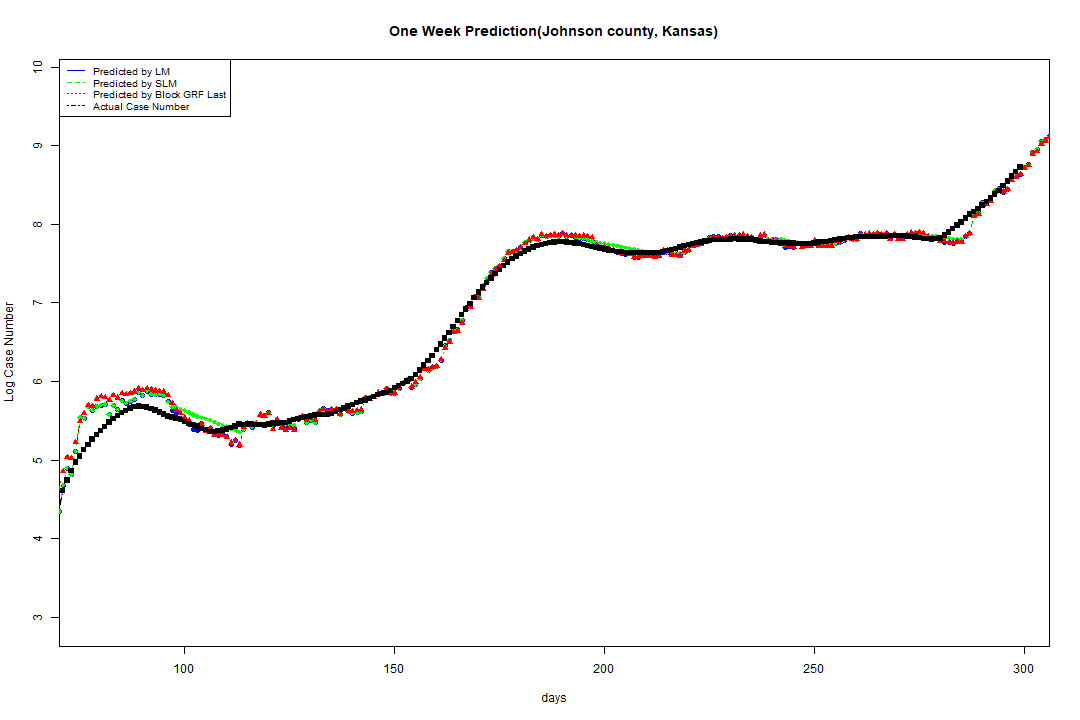 One Week Prediction(Johnson county, Kansas)
Predicted by LM
Predicted by SLM
Predicted by Block GRF Last
Actual Case Number
Log Case Number
10
9
8
7
6
5
4
3
100 150 200 250 300
days